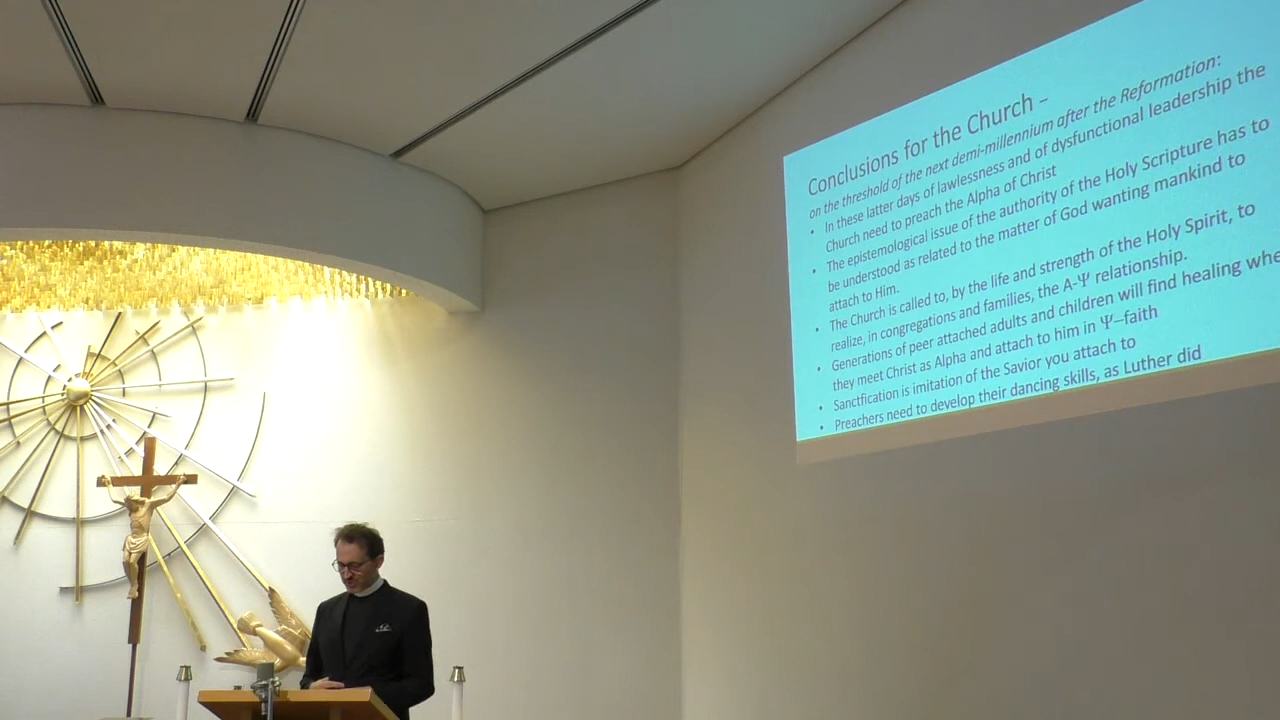 Conclusions for the Church –
on the threshold of the next demi-millennium after the Reformation:
• In these latter days of lawlessness and of dysfunctional leadership the
Church need to preach the Alpha of Christ
• The epistemological issue of the authority of the Holy Scripture has to
be understood as related to the matter of God wanting mankind to
attach to Him.
• The Church is called to, by the life and strength of the Holy Spirit, to
realize, in congregations and families, the A-Ψ relationship.
• Generations of peer attached adults and children will find healing whe
they meet Christ as Alpha and attach to him in Ψ–faith
• Sanctfication is imitation of the Savior you attach to
• Preachers need to develop their dancing skills, as Luther did